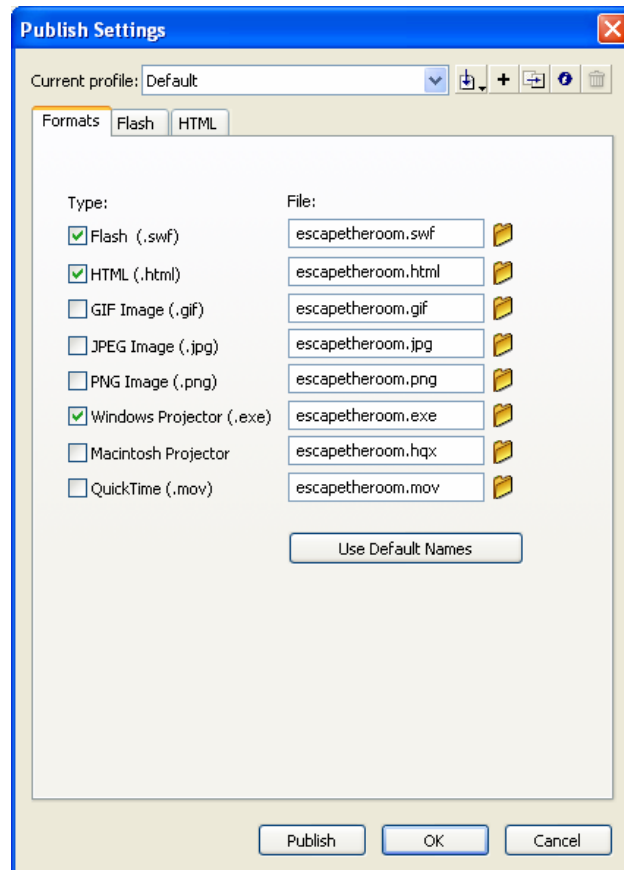 Publish Settings
Current profile: Default
Formats Flash HTML
Type: File:
Flash (.swf) escapetheroom.swf
HTML (.html) escapetheroom.html
GIF Image (.gif) escapetheroom.gif
JPEG Image (.jpg) escapetheroom.jpg
PNG Image (.png) escapetheroom.png
Windows Projector (.exe) escapetheroom.exe
Macintosh Projector escapetheroom.hqx
QuickTime (.mov) escapetheroom.mov
Use Default Names
Publish OK Cancel